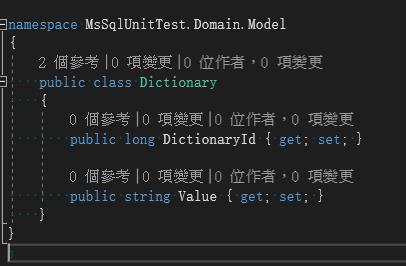 namespace MsSqlUnitTest.Domain.Model
{
2 個參考|0 項變更|0 位作者，0 項變更
public class Dictionary
{
0 個參考|0 項變更|0 位作者，0 項變更
public long DictionaryId { get; set; }
0 個參考|0 項變更|0 位作者，0 項變更
public string Value { get; set; }
}
}